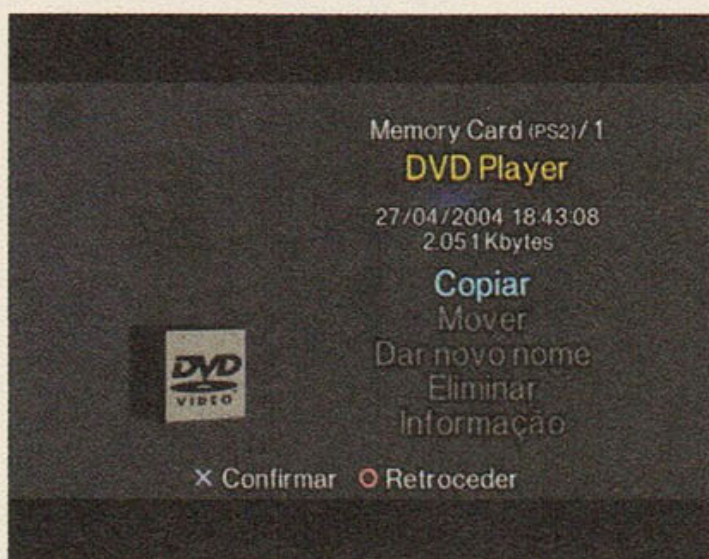 Memory Card (PS2)/1
DVD Player
27/04/2004 18:43:08
2.051 Kbytes
Copiar
Mover
Dar novo nome
Eliminar
Informação
DVD
VIDEO
× Confirmar O Retroceder